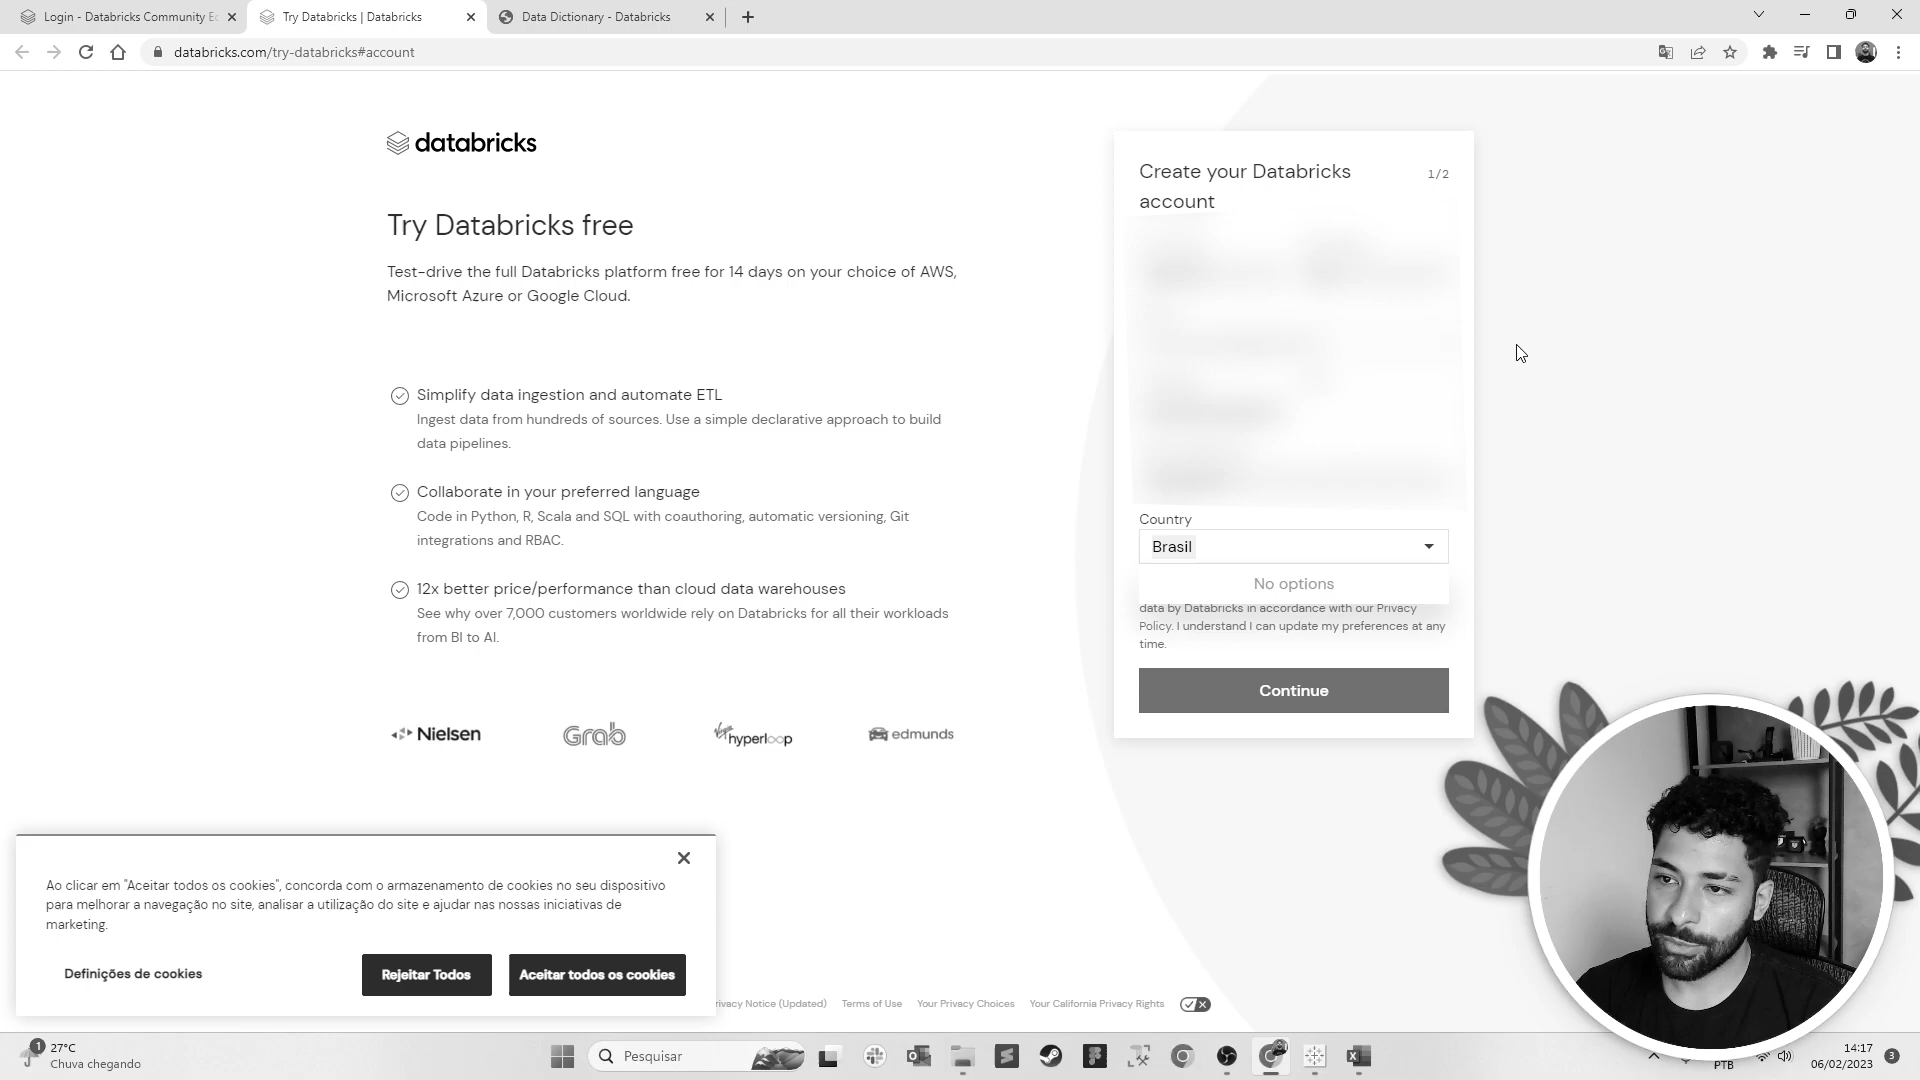 Login - Databricks Community Ec
Try Databricks | Databricks
Data Dictionary - Databricks
databricks.com/try-databricks#account
databricks
Try Databricks free
Test-drive the full Databricks platform free for 14 days on your choice of AWS,
Microsoft Azure or Google Cloud.
Simplify data ingestion and automate ETL
Ingest data from hundreds of sources. Use a simple declarative approach to build
data pipelines.
Collaborate in your preferred language
Code in Python, R, Scala and SQL with coauthoring, automatic versioning, Git
integrations and RBAC.
12x better price/performance than cloud data warehouses
See why over 7,000 customers worldwide rely on Databricks for all their workloads
from BI to AI.
Nielsen
Grab
Virgin hyperloop
edmunds
Create your Databricks
account
1/2
Country
Brasil
No options
data by Databricks in accordance with our Privacy
Policy. I understand I can update my preferences at any
time.
Continue
Ao clicar em "Aceitar todos os cookies", concorda com o armazenamento de cookies no seu dispositivo
para melhorar a navegação no site, analisar a utilização do site e ajudar nas nossas iniciativas de
marketing.
Definições de cookies
Rejeitar Todos
Aceitar todos os cookies
rivacy Notice (Updated)
Terms of Use
Your Privacy Choices
Your California Privacy Rights
1
27°C
Chuva chegando
Pesquisar
PTB
14:17
06/02/2023
3